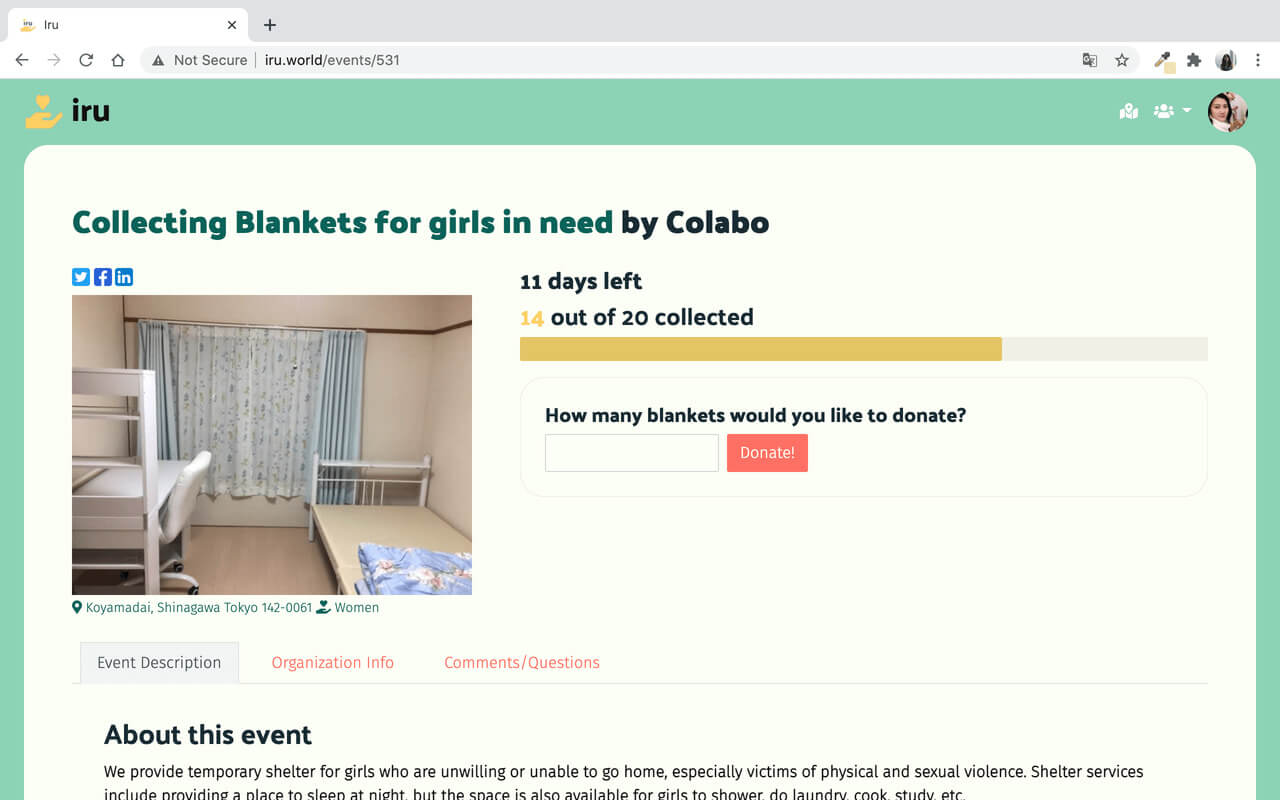 Iru
Not Secure | iru.world/events/531
iru
Collecting Blankets for girls in need by Colabo
11 days left
14 out of 20 collected
How many blankets would you like to donate?
Donate!
Koyamadai, Shinagawa Tokyo 142-0061 Women
Event Description Organization Info Comments/Questions
About this event
We provide temporary shelter for girls who are unwilling or unable to go home, especially victims of physical and sexual violence. Shelter services
include providing a place to sleep at night, but the space is also available for girls to shower, do laundry, cook, study, etc.